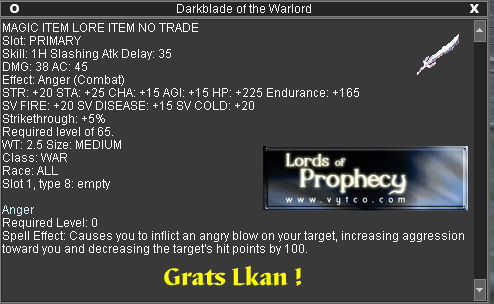 O Darkblade of the Warlord X
MAGIC ITEM LORE ITEM NO TRADE
Slot: PRIMARY
Skill: 1H Slashing Atk Delay: 35
DMG: 38 AC: 45
Effect: Anger (Combat)
STR: +20 STA: +25 CHA: +15 AGI: +15 HP: +225 Endurance: +165
SV FIRE: +20 SV DISEASE: +15 SV COLD: +20
Strikethrough: +5%
Required level of 65.
WT: 2.5 Size: MEDIUM
Class: WAR
Race: ALL
Slot 1, type 8: empty
Lords of
Prophecy
www.vytco.com
Anger
Required Level: 0
Spell Effect: Causes you to inflict an angry blow on your target, increasing aggression
toward you and decreasing the target's hit points by 100.
Grats Lkan !